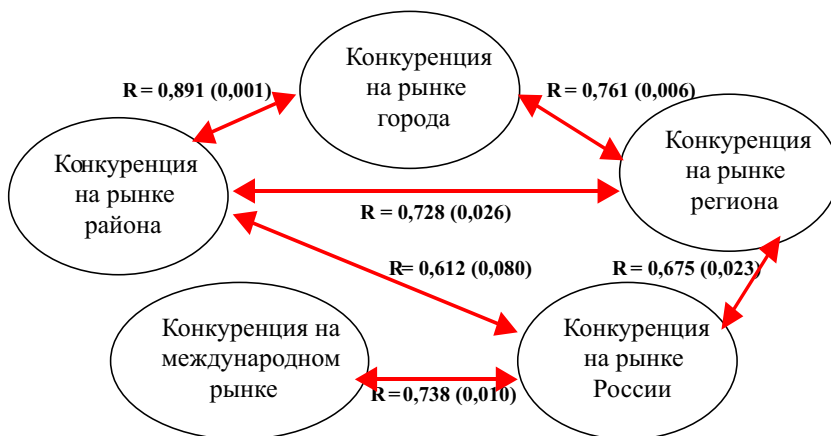 Конкуренция
на рынке
города
R = 0,891 (0,001)
R = 0,761 (0,006)
Конкуренция
на рынке
района
Конкуренция
на рынке
региона
R = 0,728 (0,026)
R= 0,612 (0,080)
R = 0,675 (0,023)
Конкуренция на
международном
рынке
Конкуренция
на рынке
России
R=0,738 (0,010)